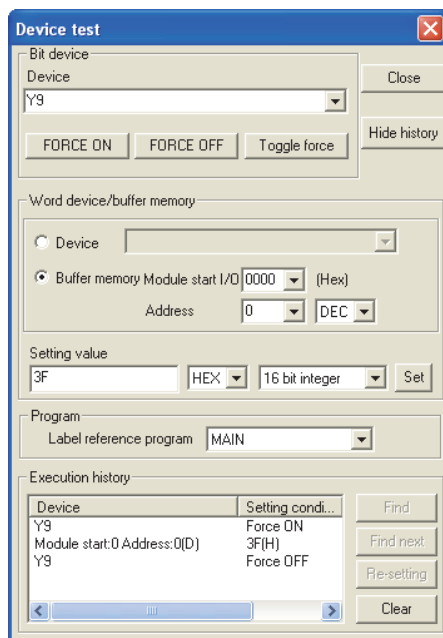 Device test
Bit device
Device
Close
Y9
FORCE ON FORCE OFF Toggle force
Hide history
Word device/buffer memory
Device
Buffer memory Module start I/O 0000 (Hex)
Address 0 DEC
Setting value
3F HEX 16 bit integer Set
Program
Label reference program MAIN
Execution history
Device Setting condi...
Y9 Force ON
Module start:0 Address:0(D) 3F(H)
Y9 Force OFF
Find
Find next
Re-setting
Clear